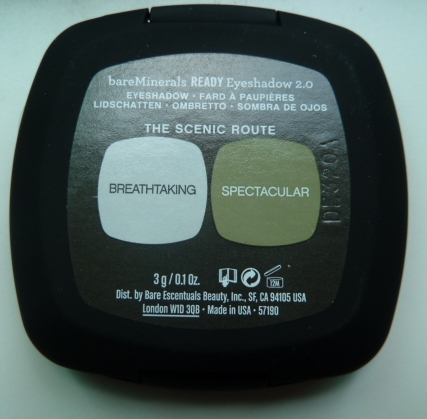 bareMinerals READY Eyeshadow 2.0
EYESHADOW • FARD À PAUPIÈRES
LIDSCHATTEN • OMBRETTO • SOMBRA DE OJOS
THE SCENIC ROUTE
BREATHTAKING
SPECTACULAR
3 g / 0.1 Oz.
12M
Dist. by Bare Escentuals Beauty, Inc., SF, CA 94105 USA
London W1D 3QB • Made in USA • 57190